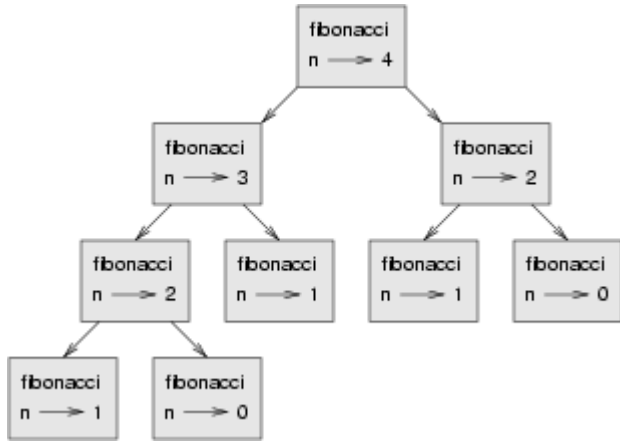 fibonacci
n → 4
fibonacci
n → 3
fibonacci
n → 2
fibonacci
n → 2
fibonacci
n → 1
fibonacci
n → 1
fibonacci
n → 0
fibonacci
n → 1
fibonacci
n → 0